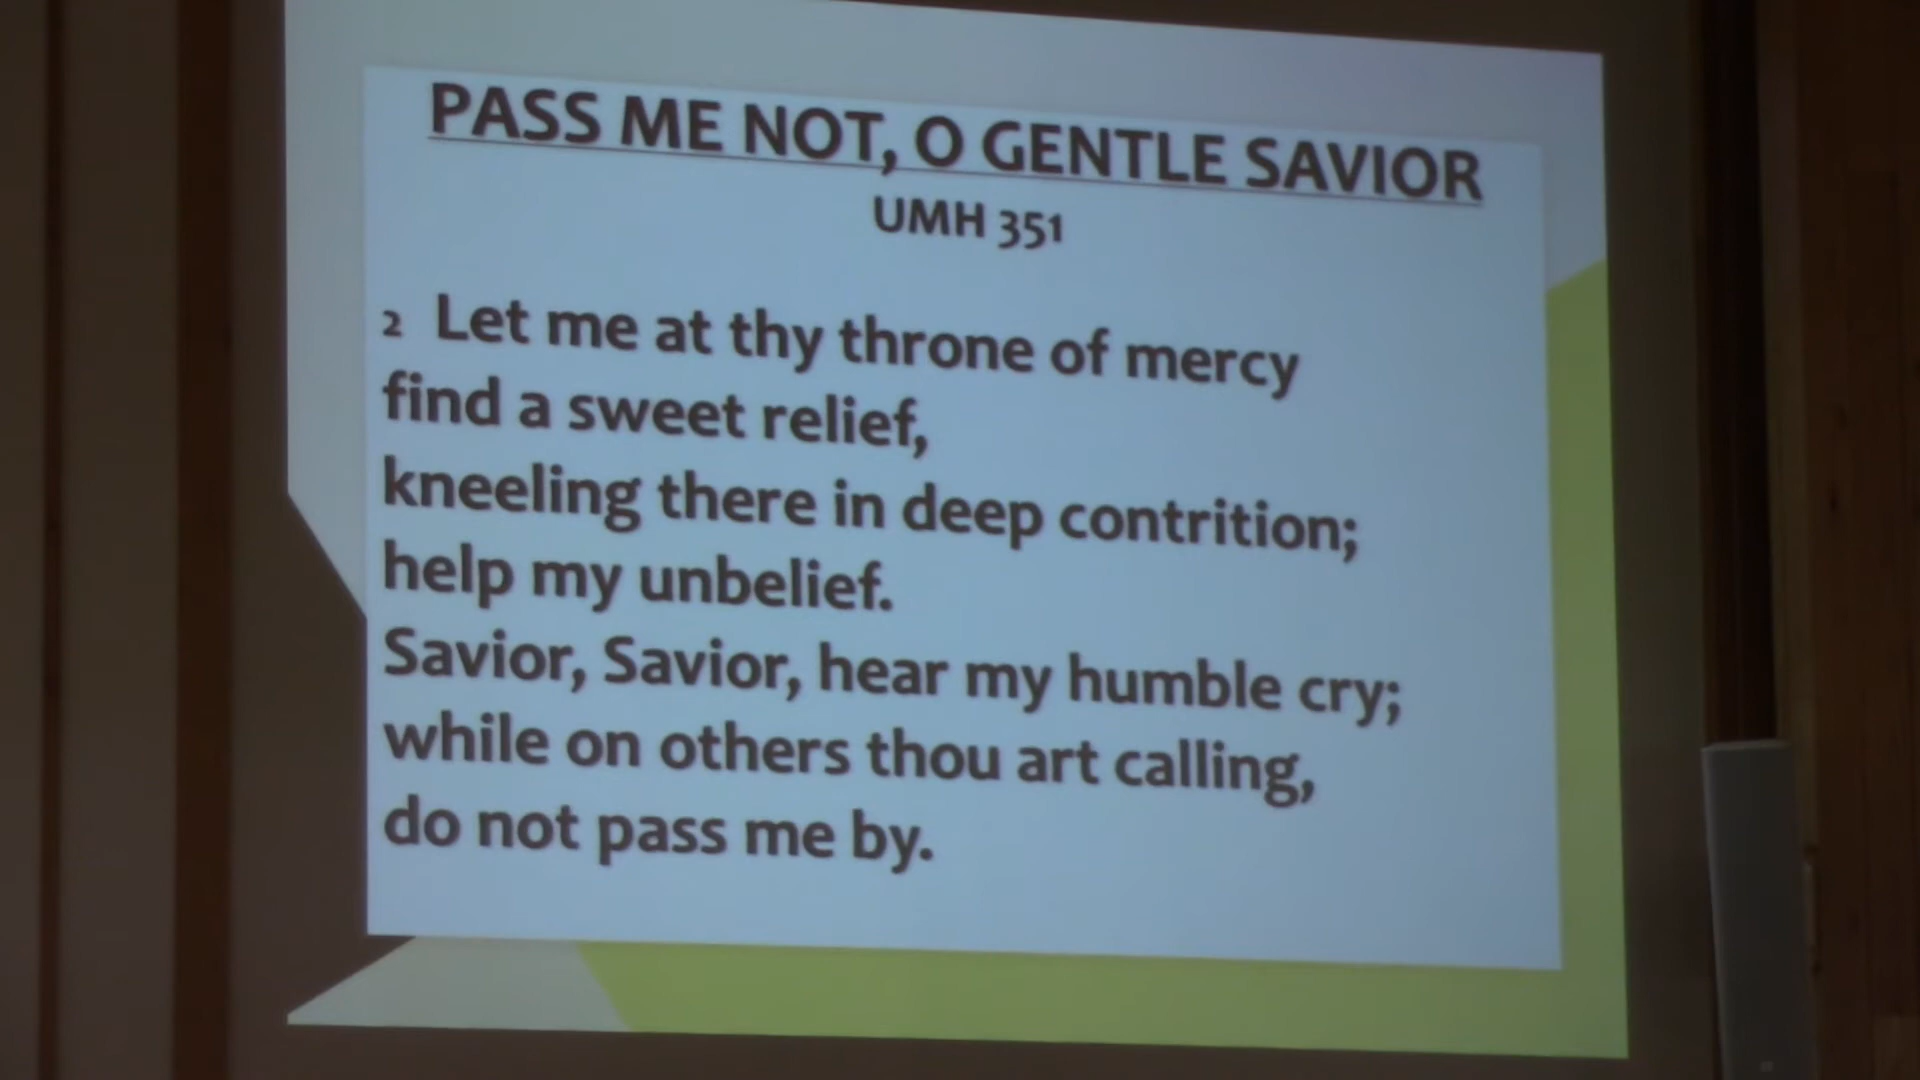 PASS ME NOT, O GENTLE SAVIOR
UMH 351
2 Let me at thy throne of mercy
find a sweet relief,
kneeling there in deep contrition;
help my unbelief.
Savior, Savior, hear my humble cry;
while on others thou art calling,
do not pass me by.